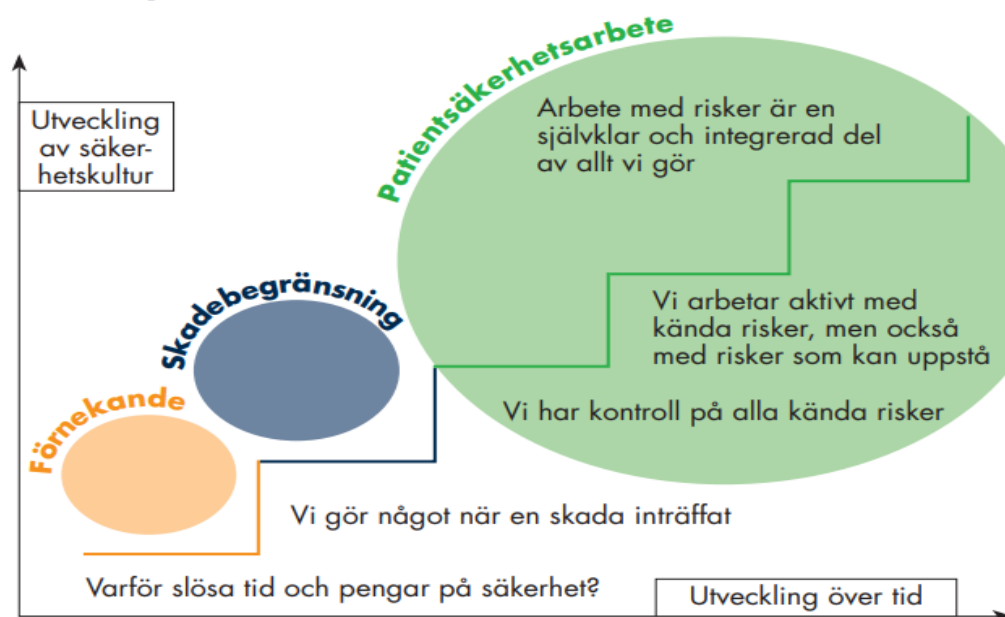 Patientsäkerhetsarbete
Utveckling
av säker-
hetskultur
Arbete med risker är en
självklar och integrerad del
av allt vi gör
Skadebegränsning
Vi arbetar aktivt med
kända risker, men också
med risker som kan uppstå
Förnekande
Vi har kontroll på alla kända risker
Vi gör något när en skada inträffat
Varför slösa tid och pengar på säkerhet?
Utveckling över tid